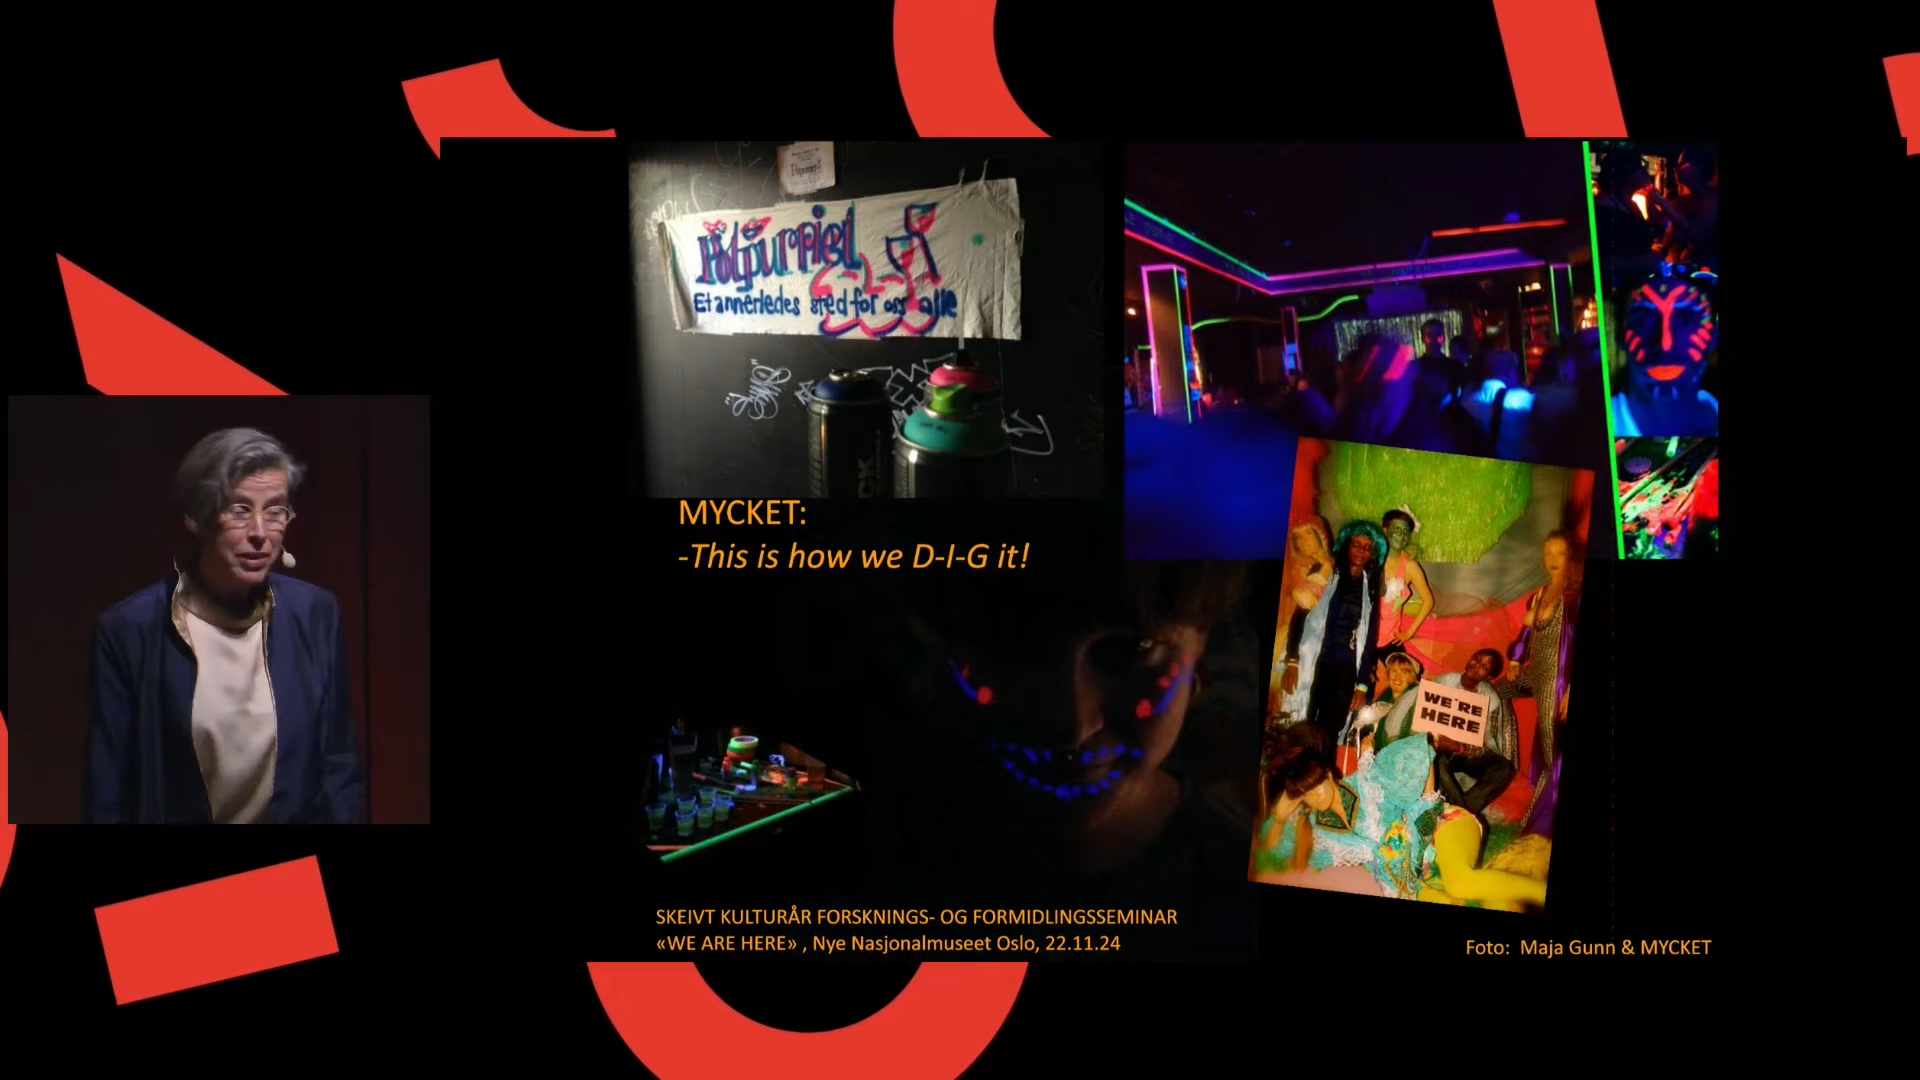 Potpurriet
Et annerledes sted for oss alle
MYCKET:
-This is how we D-I-G it!
WE'RE
HERE
SKEIVT KULTURÅR FORSKNINGS- OG FORMIDLINGSSEMINAR
«WE ARE HERE» , Nye Nasjonalmuseet Oslo, 22.11.24
Foto: Maja Gunn & MYCKET